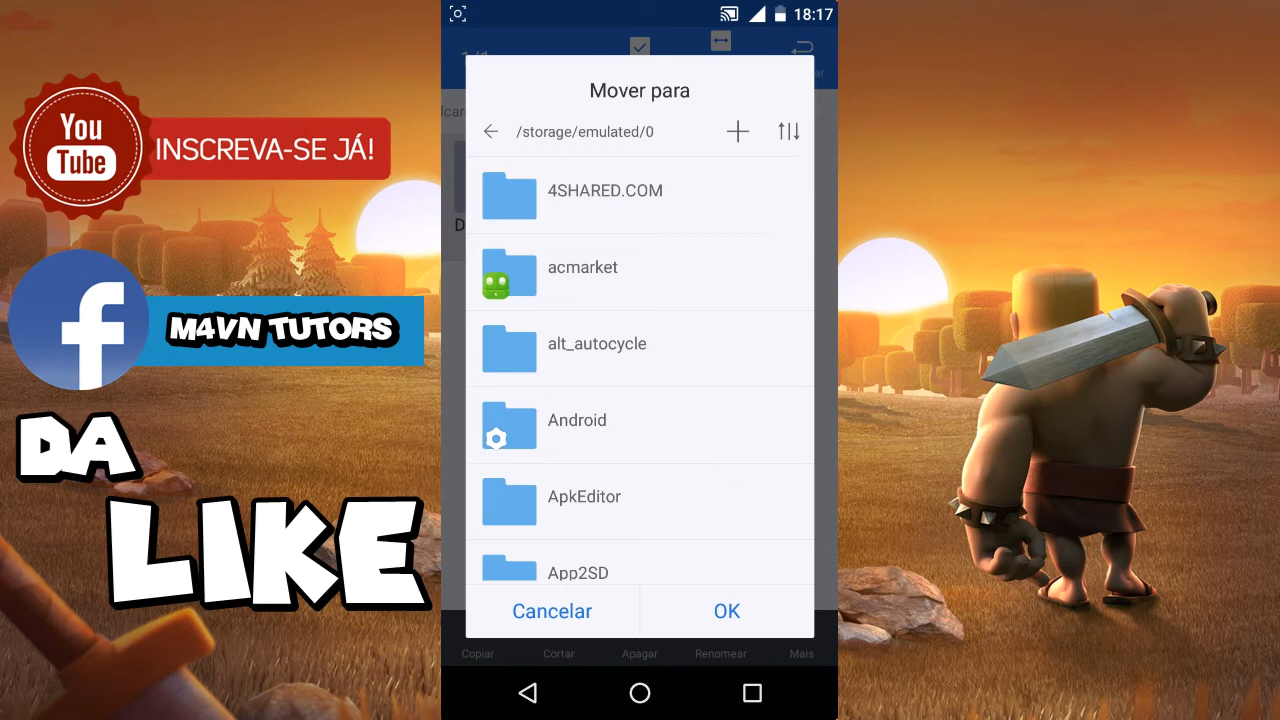 You
Tube
INSCREVA-SE JÁ!
f
M4VN TUTORS
DA
LIKE
18:17
Mover para
/storage/emulated/0
4SHARED.COM
acmarket
alt_autocycle
Android
ApkEditor
App2SD
Cancelar
OK
Copiar
Cortar
Apagar
Renomear
Mais